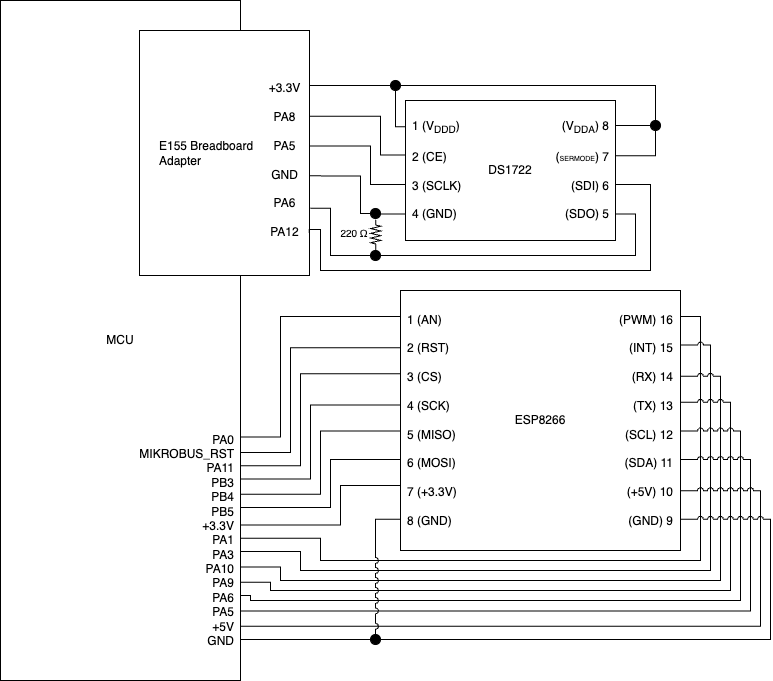 E155 Breadboard
Adapter
+3.3V
PA8
PA5
GND
PA6
PA12
220 Ω
DS1722
1 (VDDD)
2 (CE)
3 (SCLK)
4 (GND)
(VDDA) 8
(SERMODE) 7
(SDI) 6
(SDO) 5
MCU
PA0
MIKROBUS_RST
PA11
PB3
PB4
PB5
+3.3V
PA1
PA3
PA10
PA9
PA6
PA5
+5V
GND
ESP8266
1 (AN)
2 (RST)
3 (CS)
4 (SCK)
5 (MISO)
6 (MOSI)
7 (+3.3V)
8 (GND)
(PWM) 16
(INT) 15
(RX) 14
(TX) 13
(SCL) 12
(SDA) 11
(+5V) 10
(GND) 9